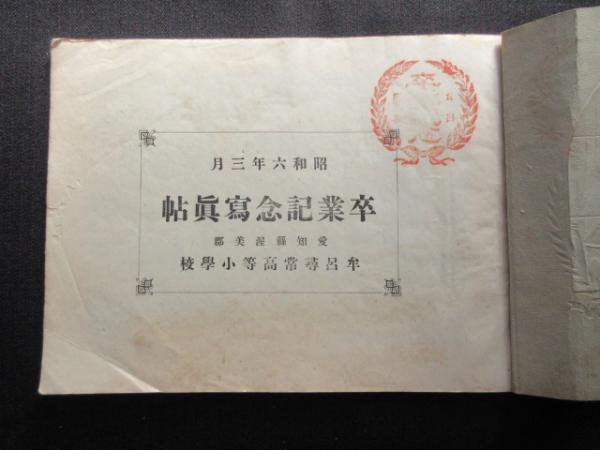 昭和六年三月
卒業記念寫眞帖
愛知縣渥美郡
牟呂尋常高等小學校
卒